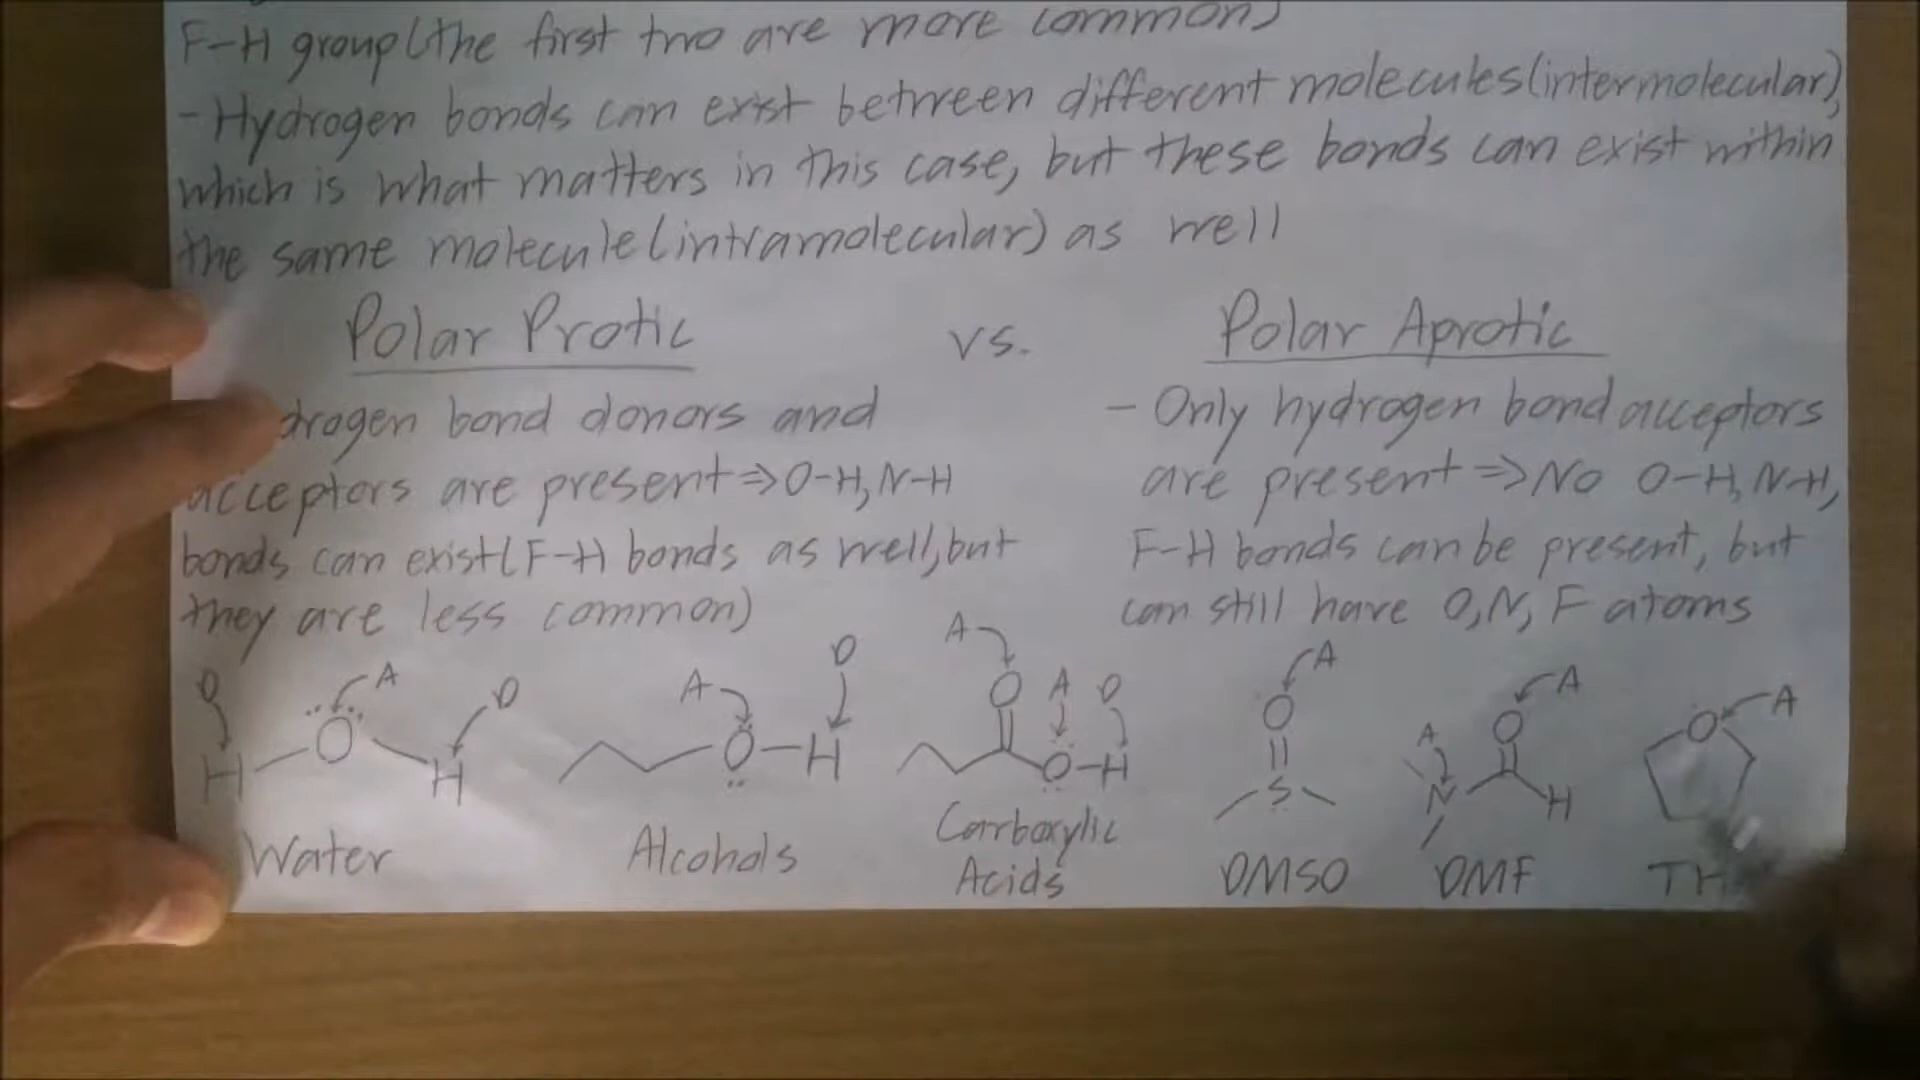 F-H group(the first two are more common)
-Hydrogen bonds can exist between different molecules(intermolecular),
which is what matters in this case, but these bonds can exist within
the same molecule(intramolecular) as well
Polar Protic vs. Polar Aprotic
drogen bond donors and
acceptors are present⇒O-H, N-H
bonds can exist(F-H) bonds as well, but
they are less common)
- Only hydrogen bond acceptors
are present⇒No O-H, N-H,
F-H bonds can be present, but
can still have O, N, F atoms
D A D
H O H
Water
A D
O-H
Alcohols
A A D
O O-H
Carboxylic
Acids
A
O
S
DMSO
A A
O
N H
DMF
A
O
TH